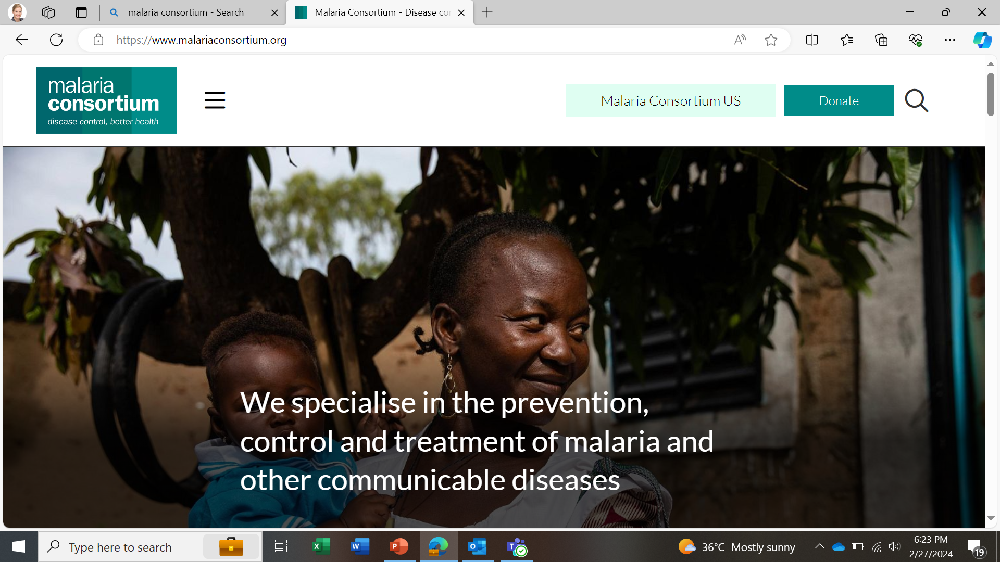 malaria consortium - Search
Malaria Consortium - Disease co
https://www.malariaconsortium.org
malaria
consortium
disease control, better health
Malaria Consortium US
Donate
We specialise in the prevention,
control and treatment of malaria and
other communicable diseases
Type here to search
36°C Mostly sunny
6:23 PM
2/27/2024
19